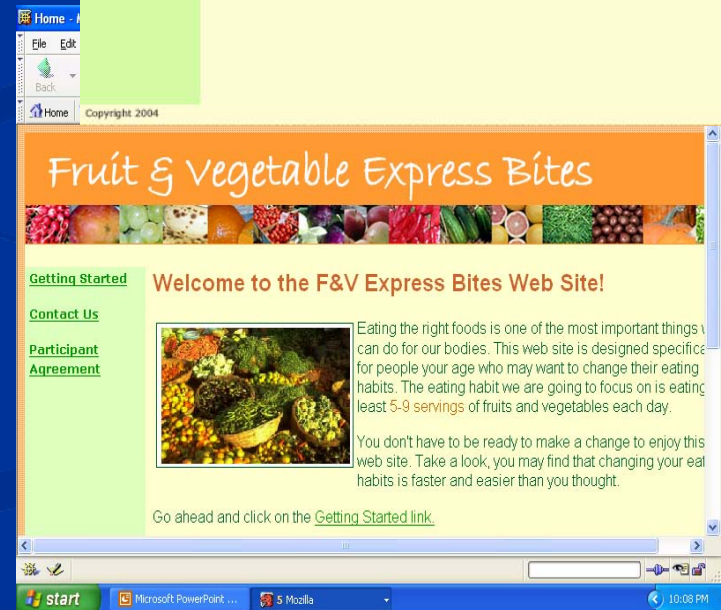 Home -
File Edit
Back
Home
Copyright 2004
Fruit & Vegetable Express Bites
Getting Started
Contact Us
Participant
Agreement
Welcome to the F&V Express Bites Web Site!
Eating the right foods is one of the most important things
can do for our bodies. This web site is designed
for people your age who may want to change their eating
habits. The eating habit we are going to focus on is eating
least 5-9 servings of fruits and vegetables each day.
You don't have to be ready to make a change to enjoy this
web site. Take a look, you may find that changing your
habits is faster and easier than you thought.
Go ahead and click on the Getting Started link.
start
Microsoft PowerPoint ...
5 Mozilla
10:08 PM